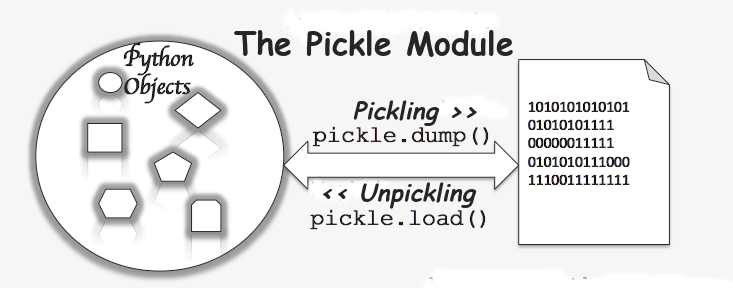 The Pickle Module
Python
Objects
Pickling >>
pickle.dump()
<< Unpickling
pickle.load()
1010101010101
01010101111
00000011111
0101010111000
1110011111111